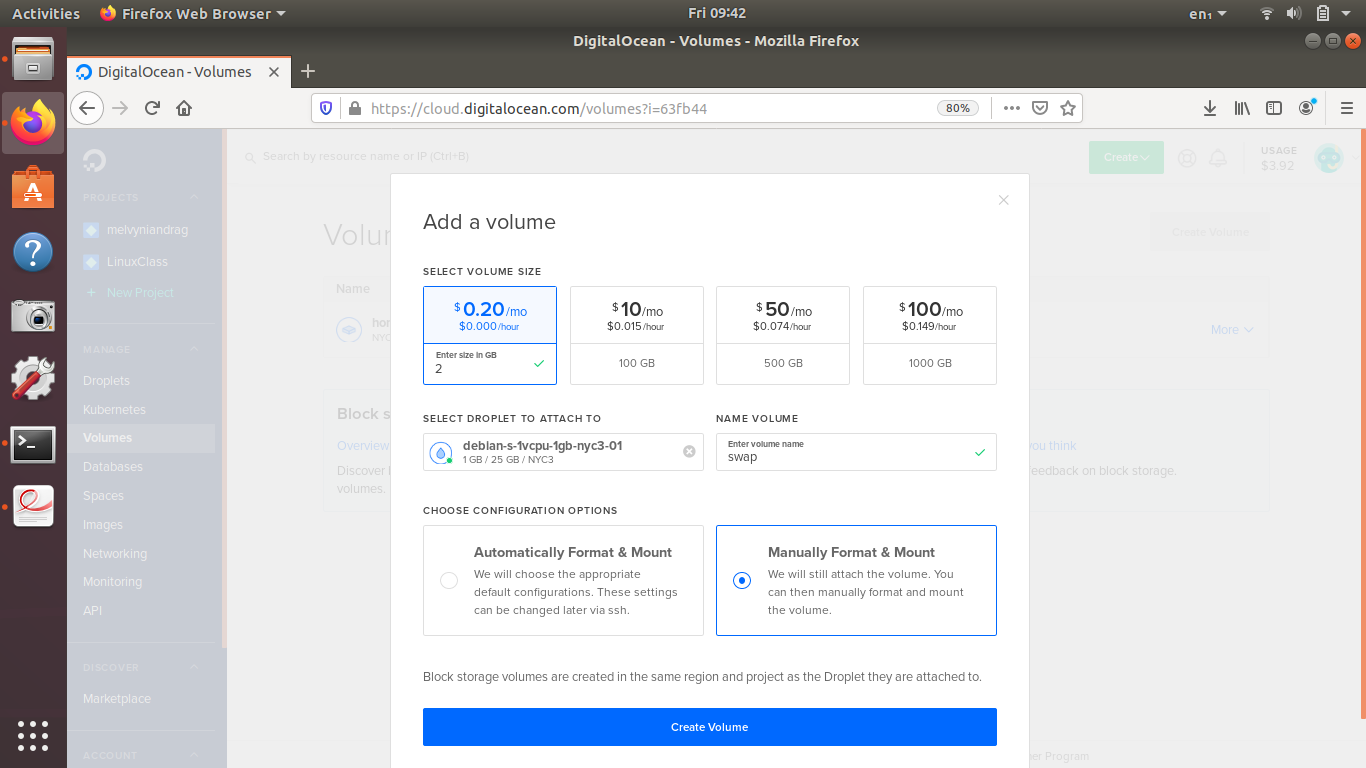 Activities Firefox Web Browser Fri 09:42 en₁
DigitalOcean - Volumes - Mozilla Firefox
DigitalOcean - Volumes
https://cloud.digitalocean.com/volumes?i=63fb44 80%
Search by resource name or IP (Ctrl+B) Create USAGE
$3.92
PROJECTS
melvyniandrag
LinuxClass
+ New Project
MANAGE
Droplets
Kubernetes
Volumes
Databases
Spaces
Images
Networking
Monitoring
API
DISCOVER
Marketplace
ACCOUNT
Create Volume
Name
More
Overview
you think
Discover
feedback on block storage.
volumes.
Add a volume
SELECT VOLUME SIZE
$0.20/mo
$0.000/hour
Enter size in GB
2
$10/mo
$0.015/hour
100 GB
$50/mo
$0.074/hour
500 GB
$100/mo
$0.149/hour
1000 GB
SELECT DROPLET TO ATTACH TO
debian-s-1vcpu-1gb-nyc3-01
1 GB / 25 GB / NYC3
NAME VOLUME
Enter volume name
swap
CHOOSE CONFIGURATION OPTIONS
Automatically Format & Mount
We will choose the appropriate
default configurations. These settings
can be changed later via ssh.
Manually Format & Mount
We will still attach the volume. You
can then manually format and mount
the volume.
Block storage volumes are created in the same region and project as the Droplet they are attached to.
Create Volume
Program